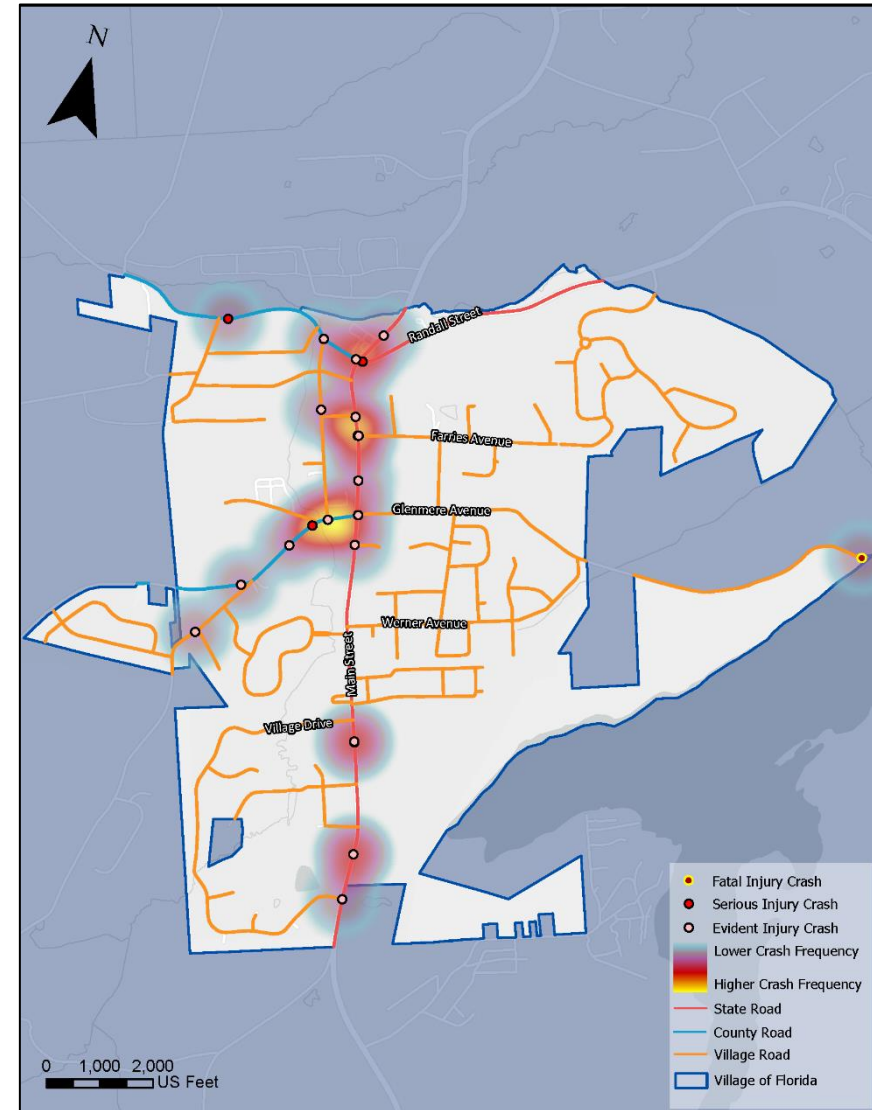 N
Randall Street
Farries Avenue
Glenmere Avenue
Werner Avenue
Main Street
Village Drive
Fatal Injury Crash
Serious Injury Crash
Evident Injury Crash
Lower Crash Frequency
Higher Crash Frequency
State Road
County Road
Village Road
Village of Florida
0 1,000 2,000
US Feet